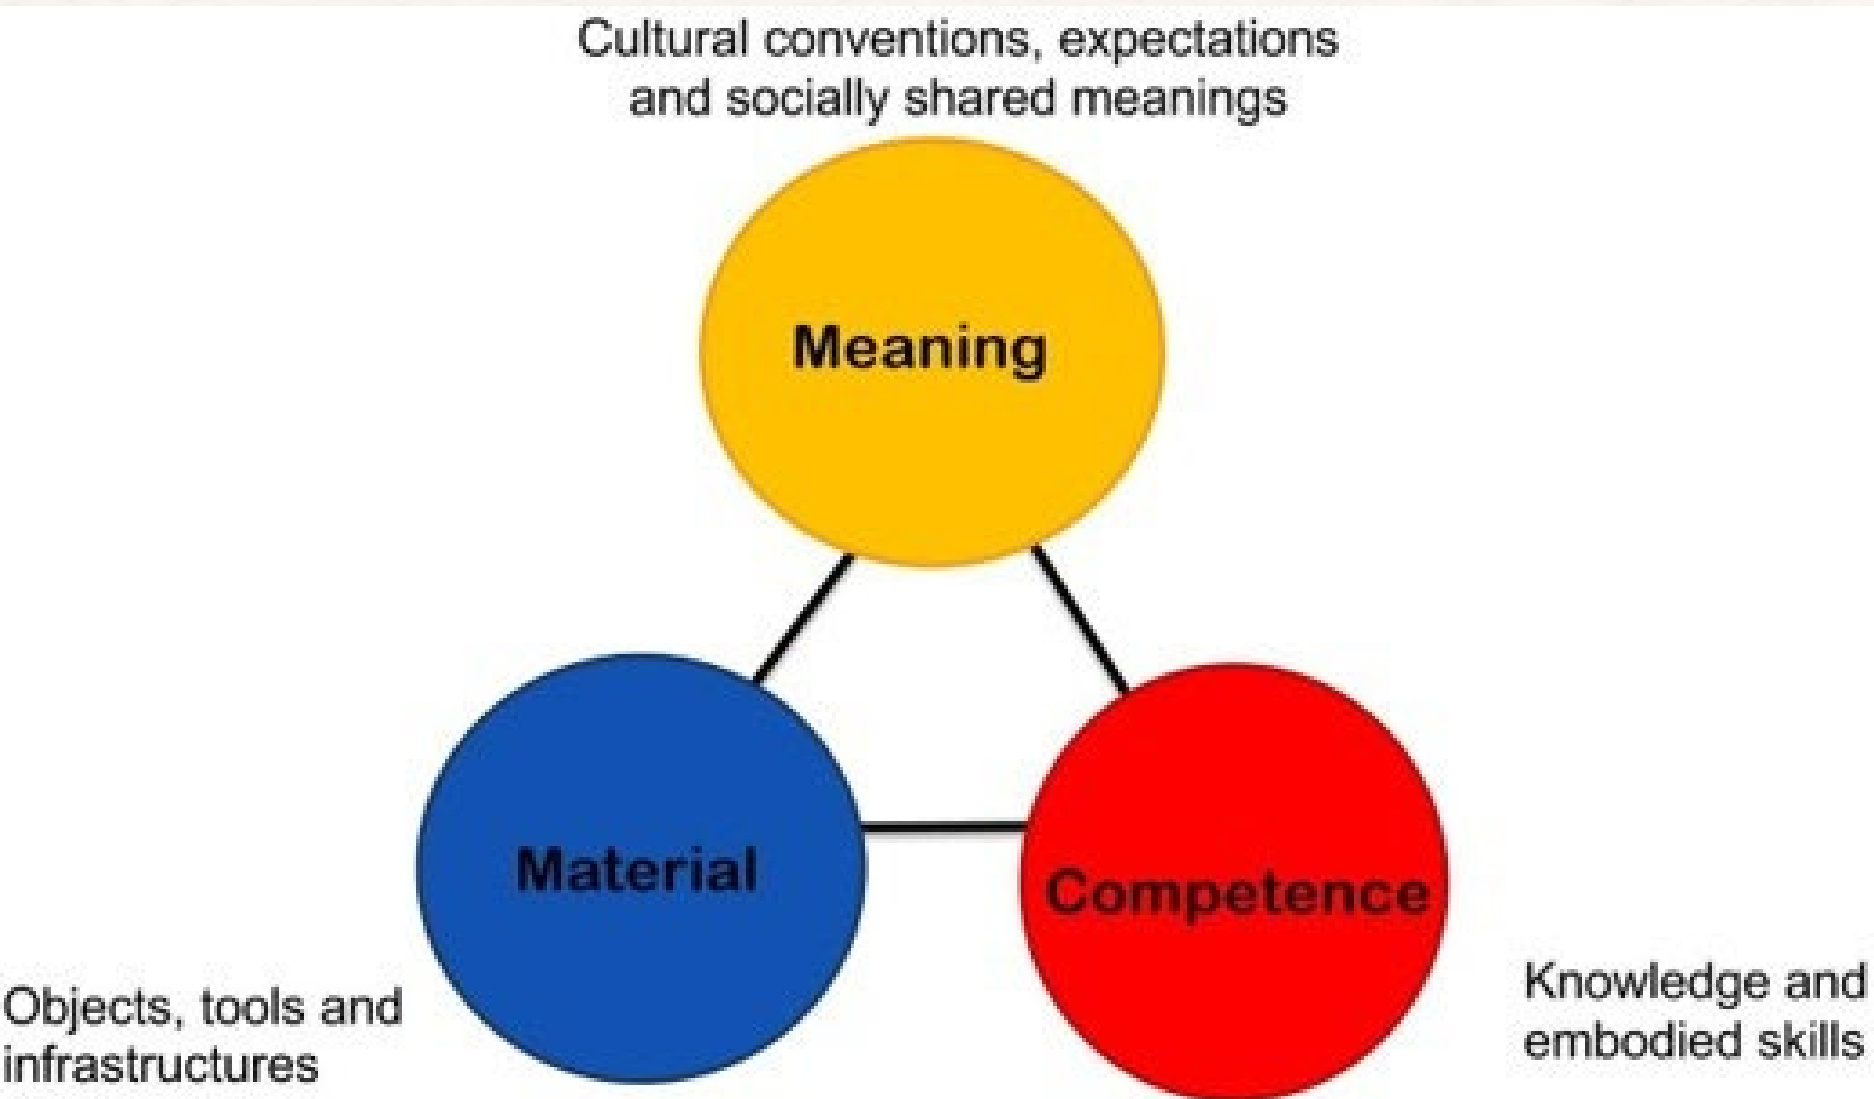 Cultural conventions, expectations
and socially shared meanings
Meaning
Material
Competence
Objects, tools and
infrastructures
Knowledge and
embodied skills